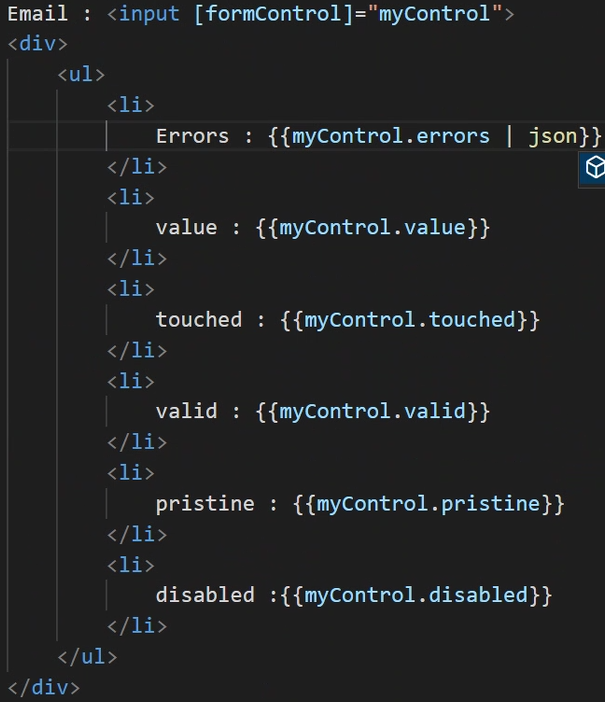 Email : <input [formControl]="myControl">
<div>
<ul>
<li>
Errors : {{myControl.errors | json}}
</li>
<li>
value : {{myControl.value}}
</li>
<li>
touched : {{myControl.touched}}
</li>
<li>
valid : {{myControl.valid}}
</li>
<li>
pristine : {{myControl.pristine}}
</li>
<li>
disabled :{{myControl.disabled}}
</li>
</ul>
</div>